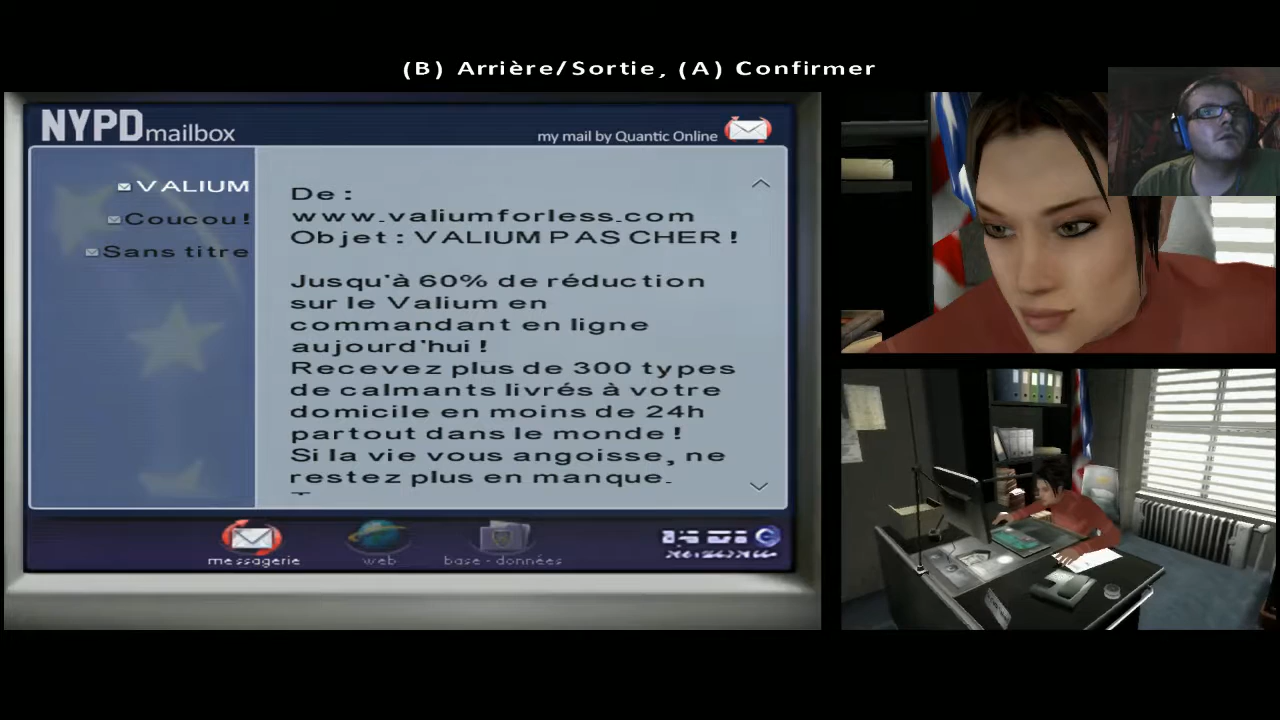 (B) Arrière/Sortie, (A) Confirmer
NYPD mailbox
my mail by Quantic Online
VALIUM
Coucou!
Sans titre
De :
www.valiumforless.com
Objet : VALIUM PAS CHER !
Jusqu'à 60% de réduction
sur le Valium en
commandant en ligne
aujourd'hui !
Recevez plus de 300 types
de calmants livrés à votre
domicile en moins de 24h
partout dans le monde !
Si la vie vous angoisse, ne
restez plus en manque.
messagerie
web
base-données